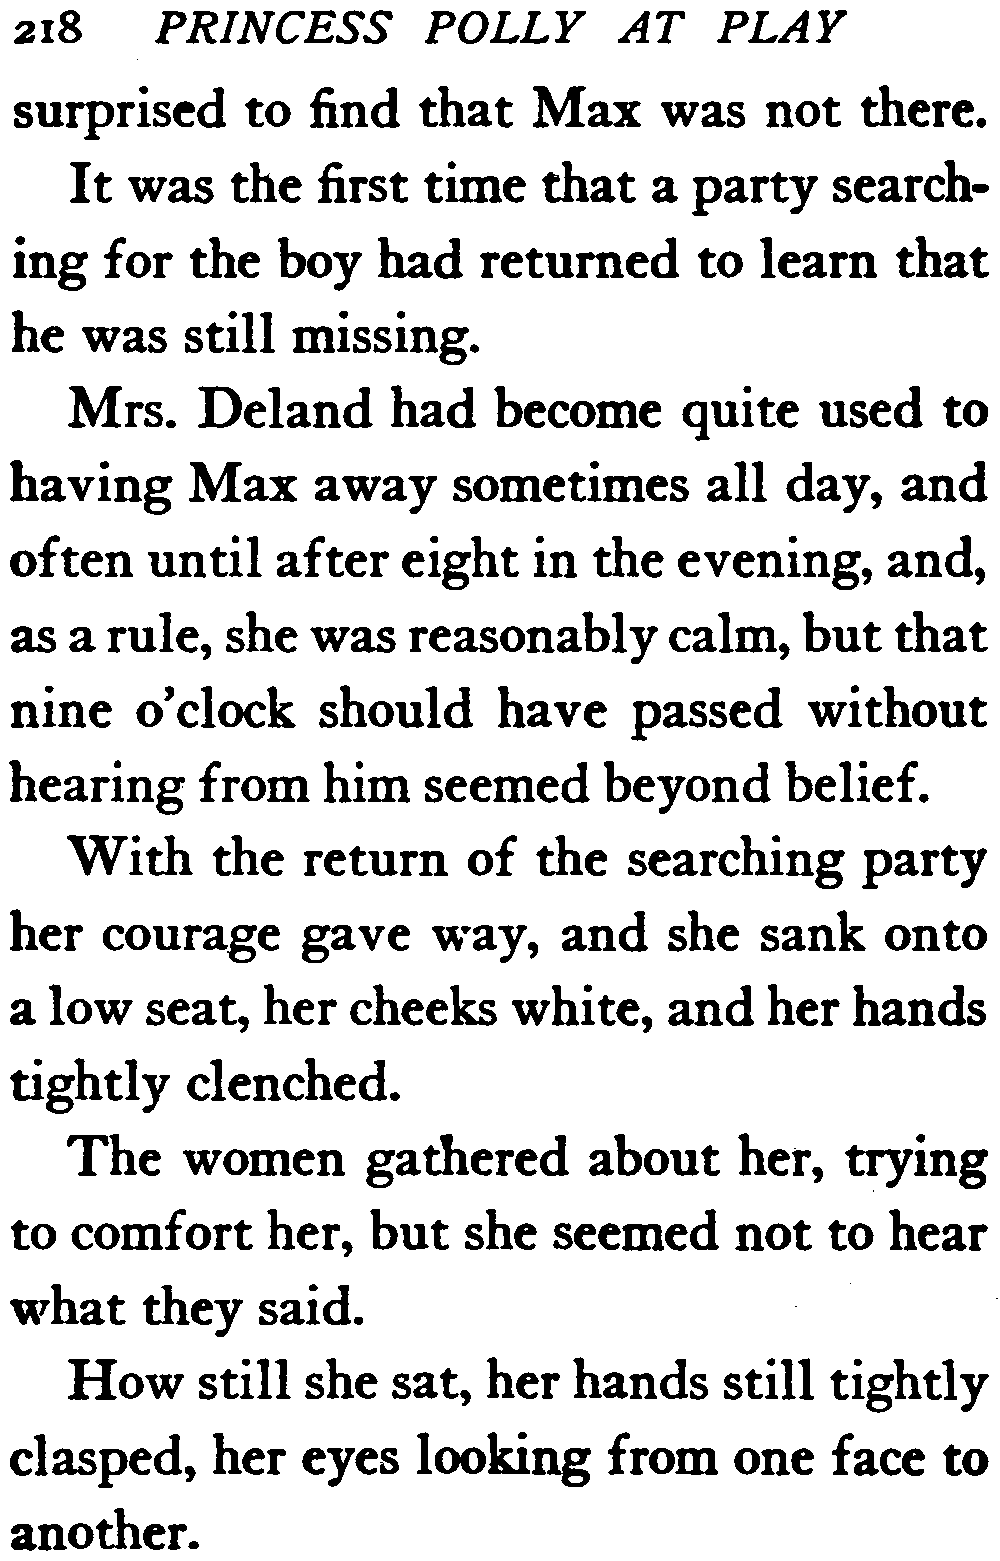 218 PRINCESS POLLY AT PLAY
surprised to find that Max was not there.
It was the first time that a party search-
ing for the boy had returned to learn that
he was still missing.
Mrs. Deland had become quite used to
having Max away sometimes all day, and
often until after eight in the evening, and,
as a rule, she was reasonably calm, but that
nine o'clock should have passed without
hearing from him seemed beyond belief.
With the return of the searching party
her courage gave way, and she sank onto
a low seat, her cheeks white, and her hands
tightly clenched.
The women gathered about her, trying
to comfort her, but she seemed not to hear
what they said.
How still she sat, her hands still tightly
clasped, her eyes looking from one face to
another.